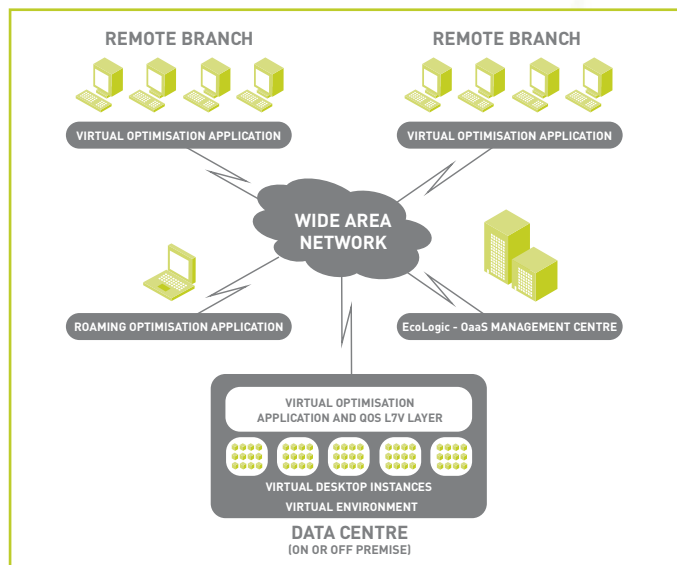 REMOTE BRANCH
REMOTE BRANCH
VIRTUAL OPTIMISATION APPLICATION
VIRTUAL OPTIMISATION APPLICATION
WIDE AREA
NETWORK
ROAMING OPTIMISATION APPLICATION
EcoLogic - OaaS MANAGEMENT CENTRE
VIRTUAL OPTIMISATION
APPLICATION AND QOS L7V LAYER
VIRTUAL DESKTOP INSTANCES
VIRTUAL ENVIRONMENT
DATA CENTRE
(ON OR OFF PREMISE)